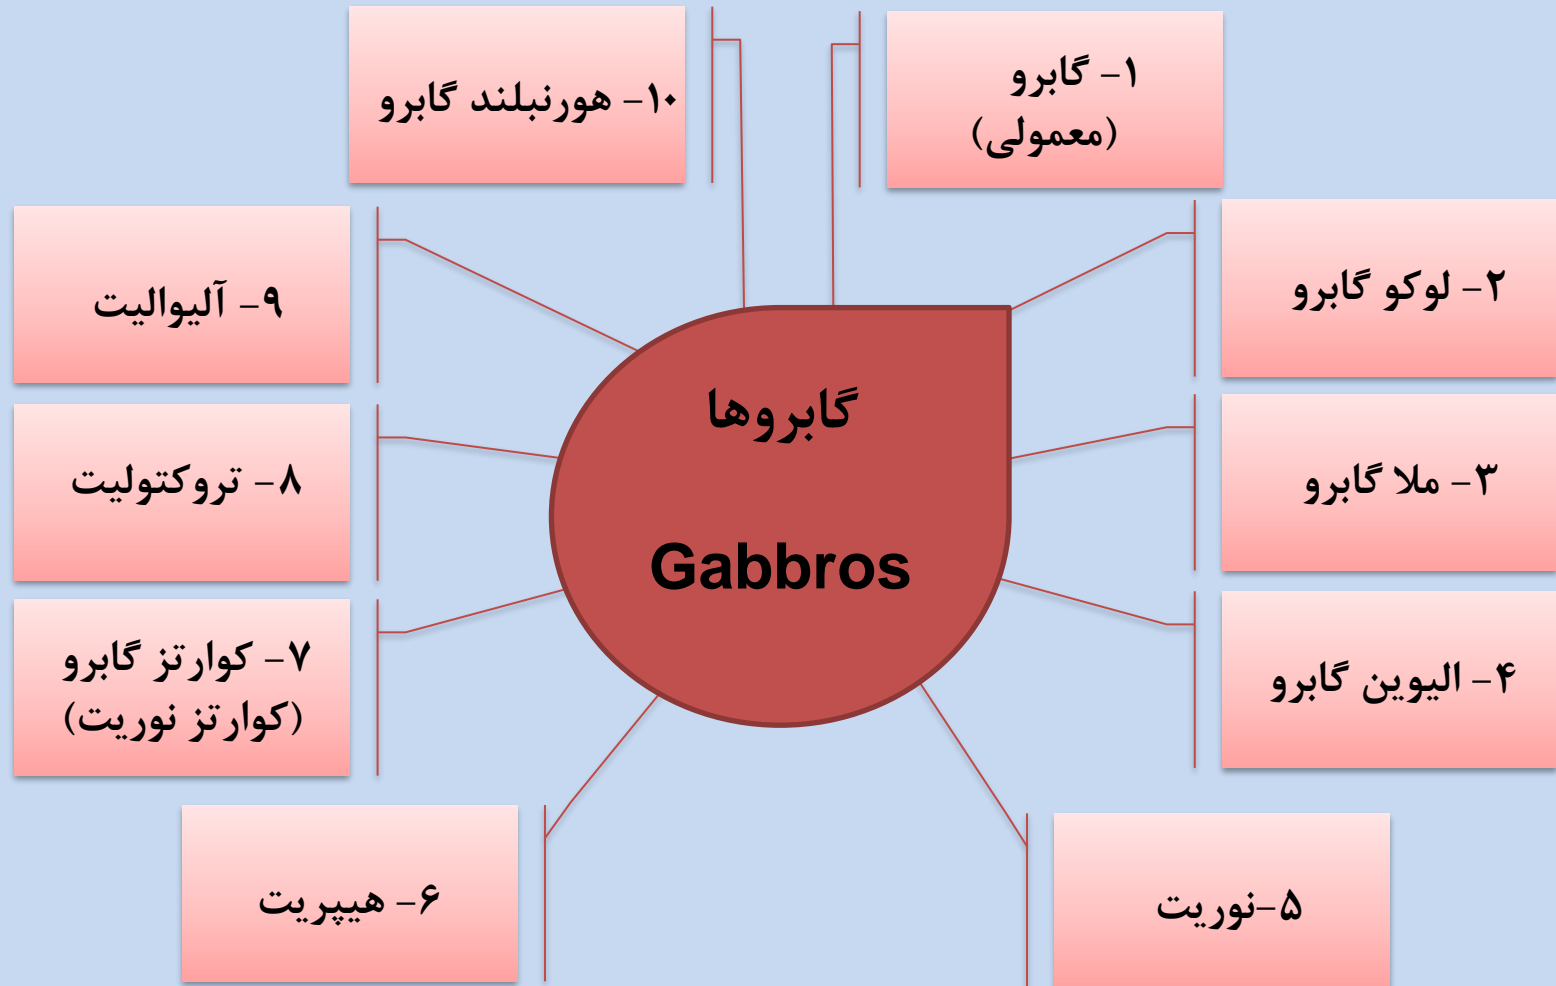 گابروها
Gabbros
۱- گابرو
(معمولی)
۲- لوکو گابرو
۳- ملا گابرو
۴- الیوین گابرو
۵-نوریت
۶- هیپریت
۷- کوارتز گابرو
(کوارتز نوریت)
۸- تروکتولیت
۹- آلیوالیت
۱۰- هورنبلند گابرو